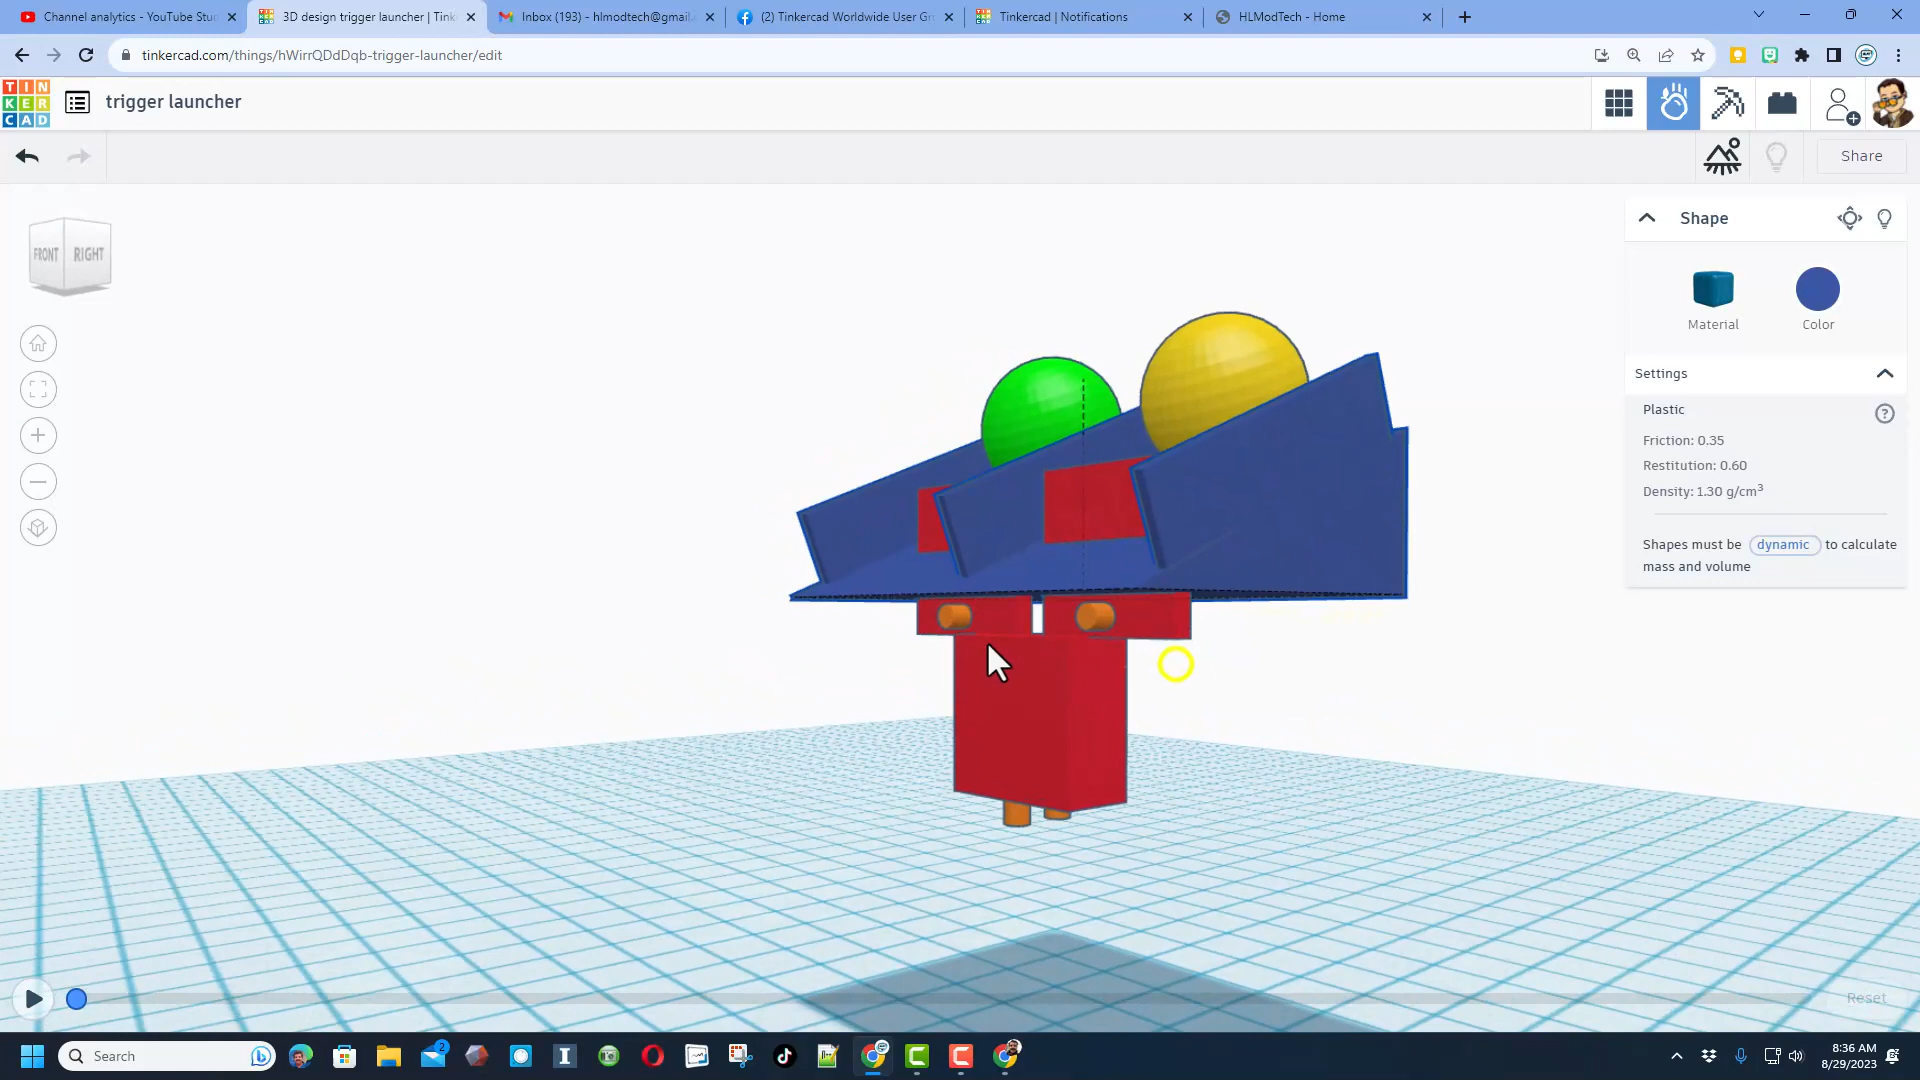 Channel analytics - YouTube Stu
3D design trigger launcher | Tink
Inbox (193) - hlmodtech@gmail.
(2) Tinkercad Worldwide User Gr
Tinkercad | Notifications
HLModTech - Home
tinkercad.com/things/hWirrQDdDqb-trigger-launcher/edit
TIN
KER
CAD
trigger launcher
Share
FRONT RIGHT
Shape
Material
Color
Settings
Plastic
Friction: 0.35
Restitution: 0.60
Density: 1.30 g/cm³
Shapes must be dynamic to calculate
mass and volume
Reset
Search
2
8:36 AM
8/29/2023